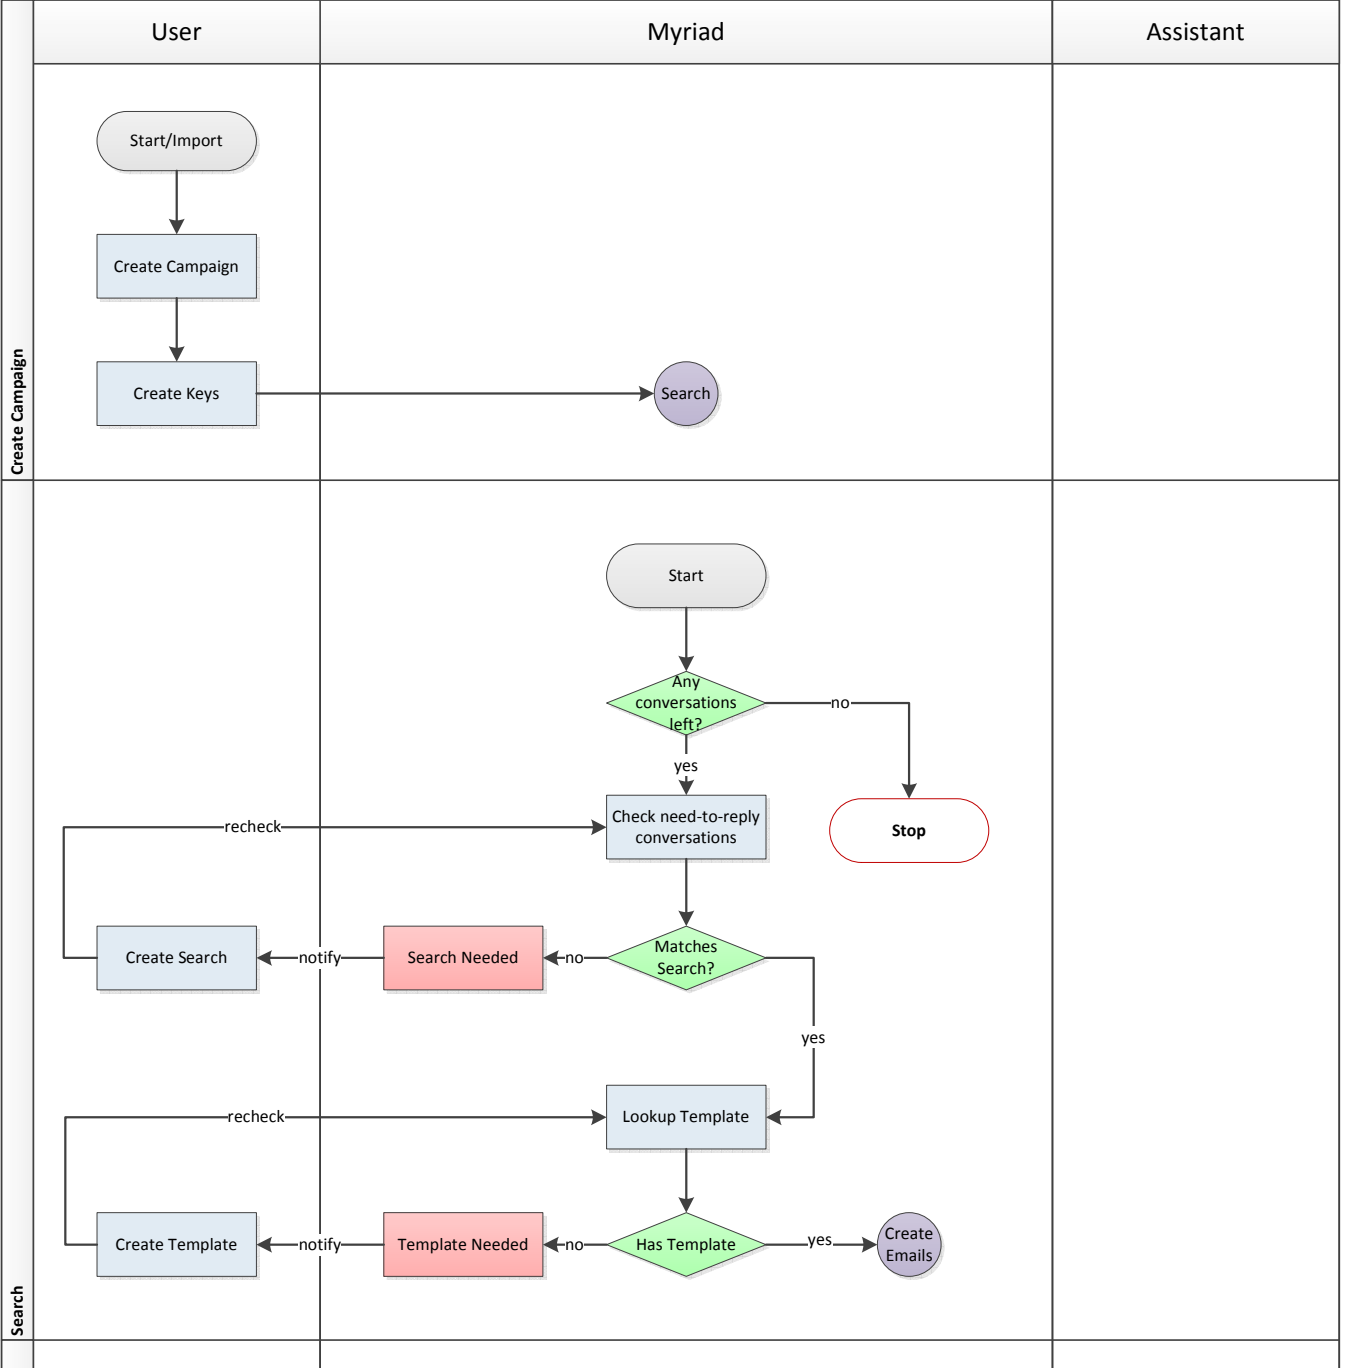 User
Myriad
Assistant
Create Campaign
Start/Import
Create Campaign
Create Keys
Search
Search
Start
Any
conversations
left?
no
yes
Check need-to-reply
conversations
Stop
recheck
Create Search
notify
Search Needed
no
Matches
Search?
yes
Lookup Template
recheck
Create Template
notify
Template Needed
no
Has Template
yes
Create
Emails